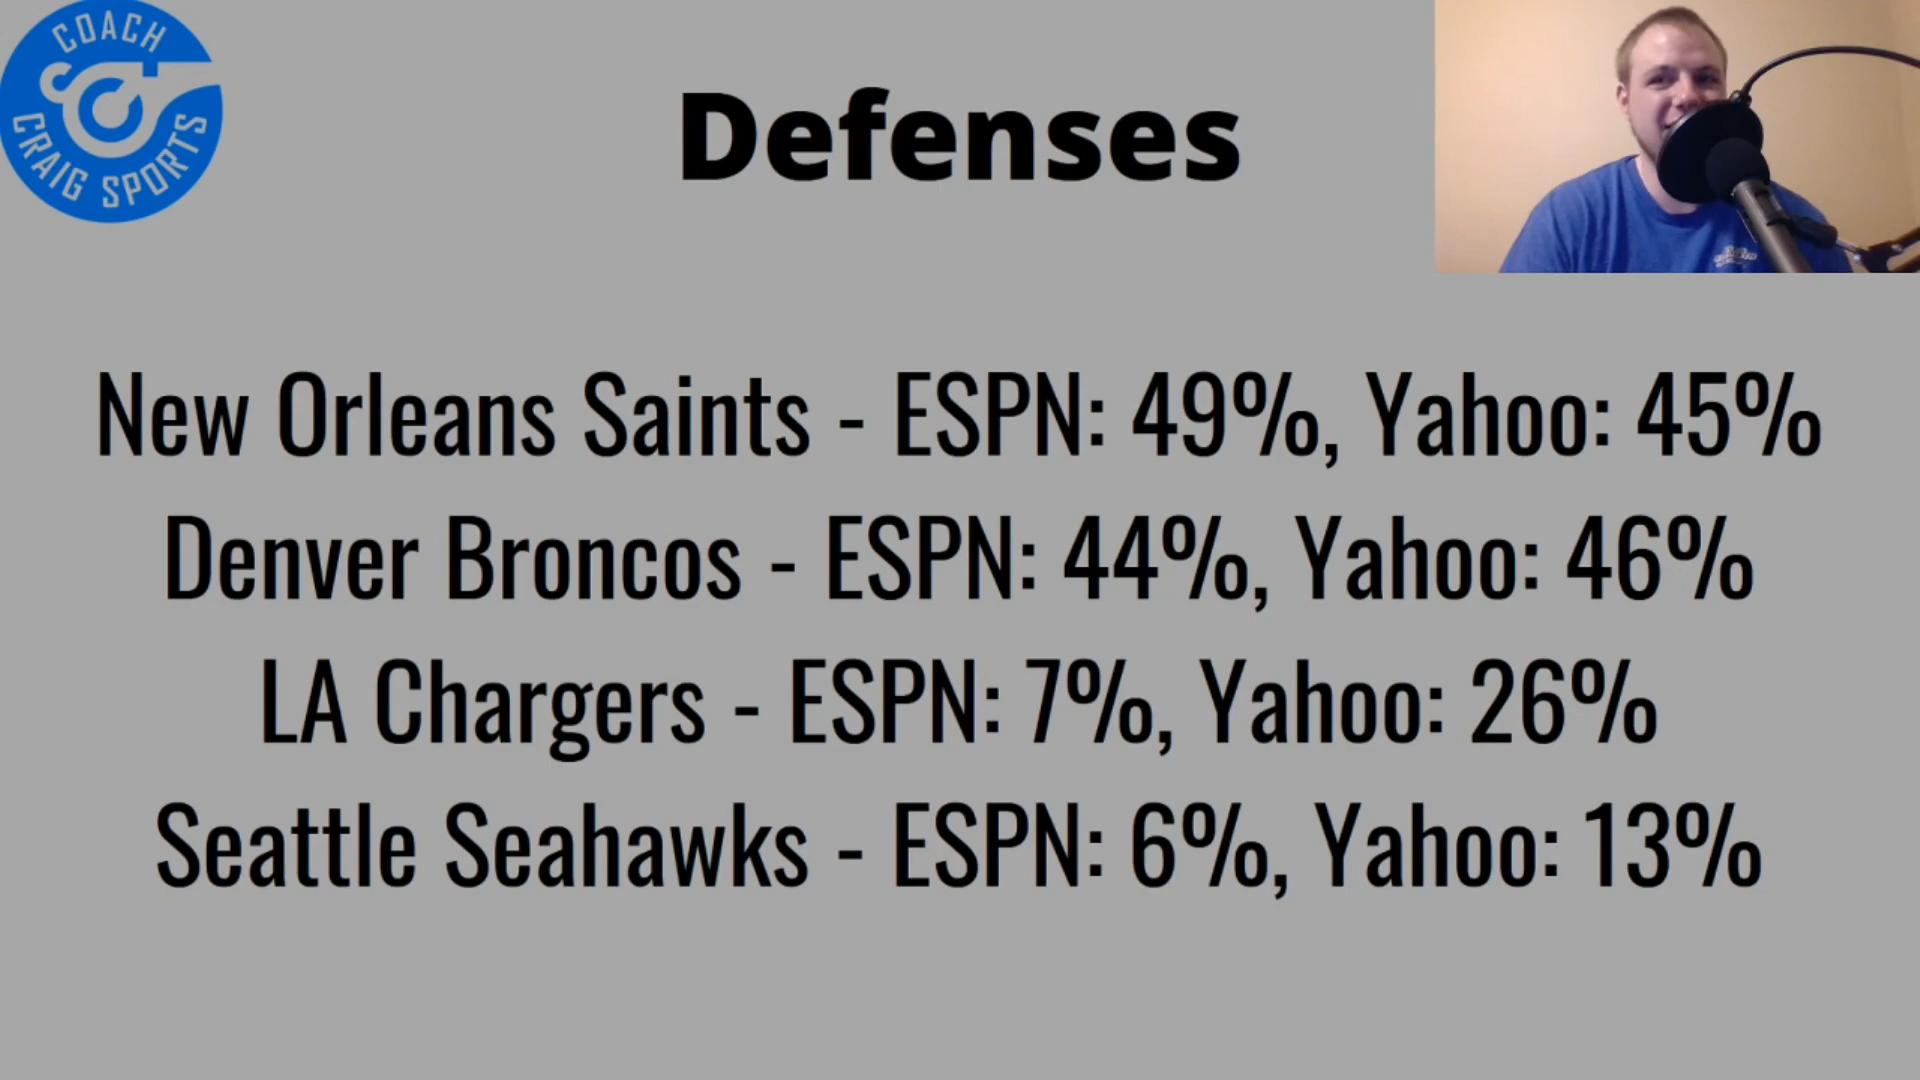 COACH
CRAIG SPORTS
Defenses
New Orleans Saints - ESPN: 49%, Yahoo: 45%
Denver Broncos - ESPN: 44%, Yahoo: 46%
LA Chargers - ESPN: 7%, Yahoo: 26%
Seattle Seahawks - ESPN: 6%, Yahoo: 13%